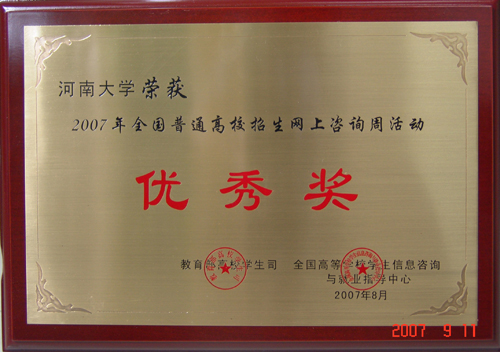 河南大学 荣获
2007年全国普通高校招生网上咨询周活动
优秀奖
教育部高校学生司 全国高等学校学生信息咨询
与就业指导中心
2007年8月
2007 9 11